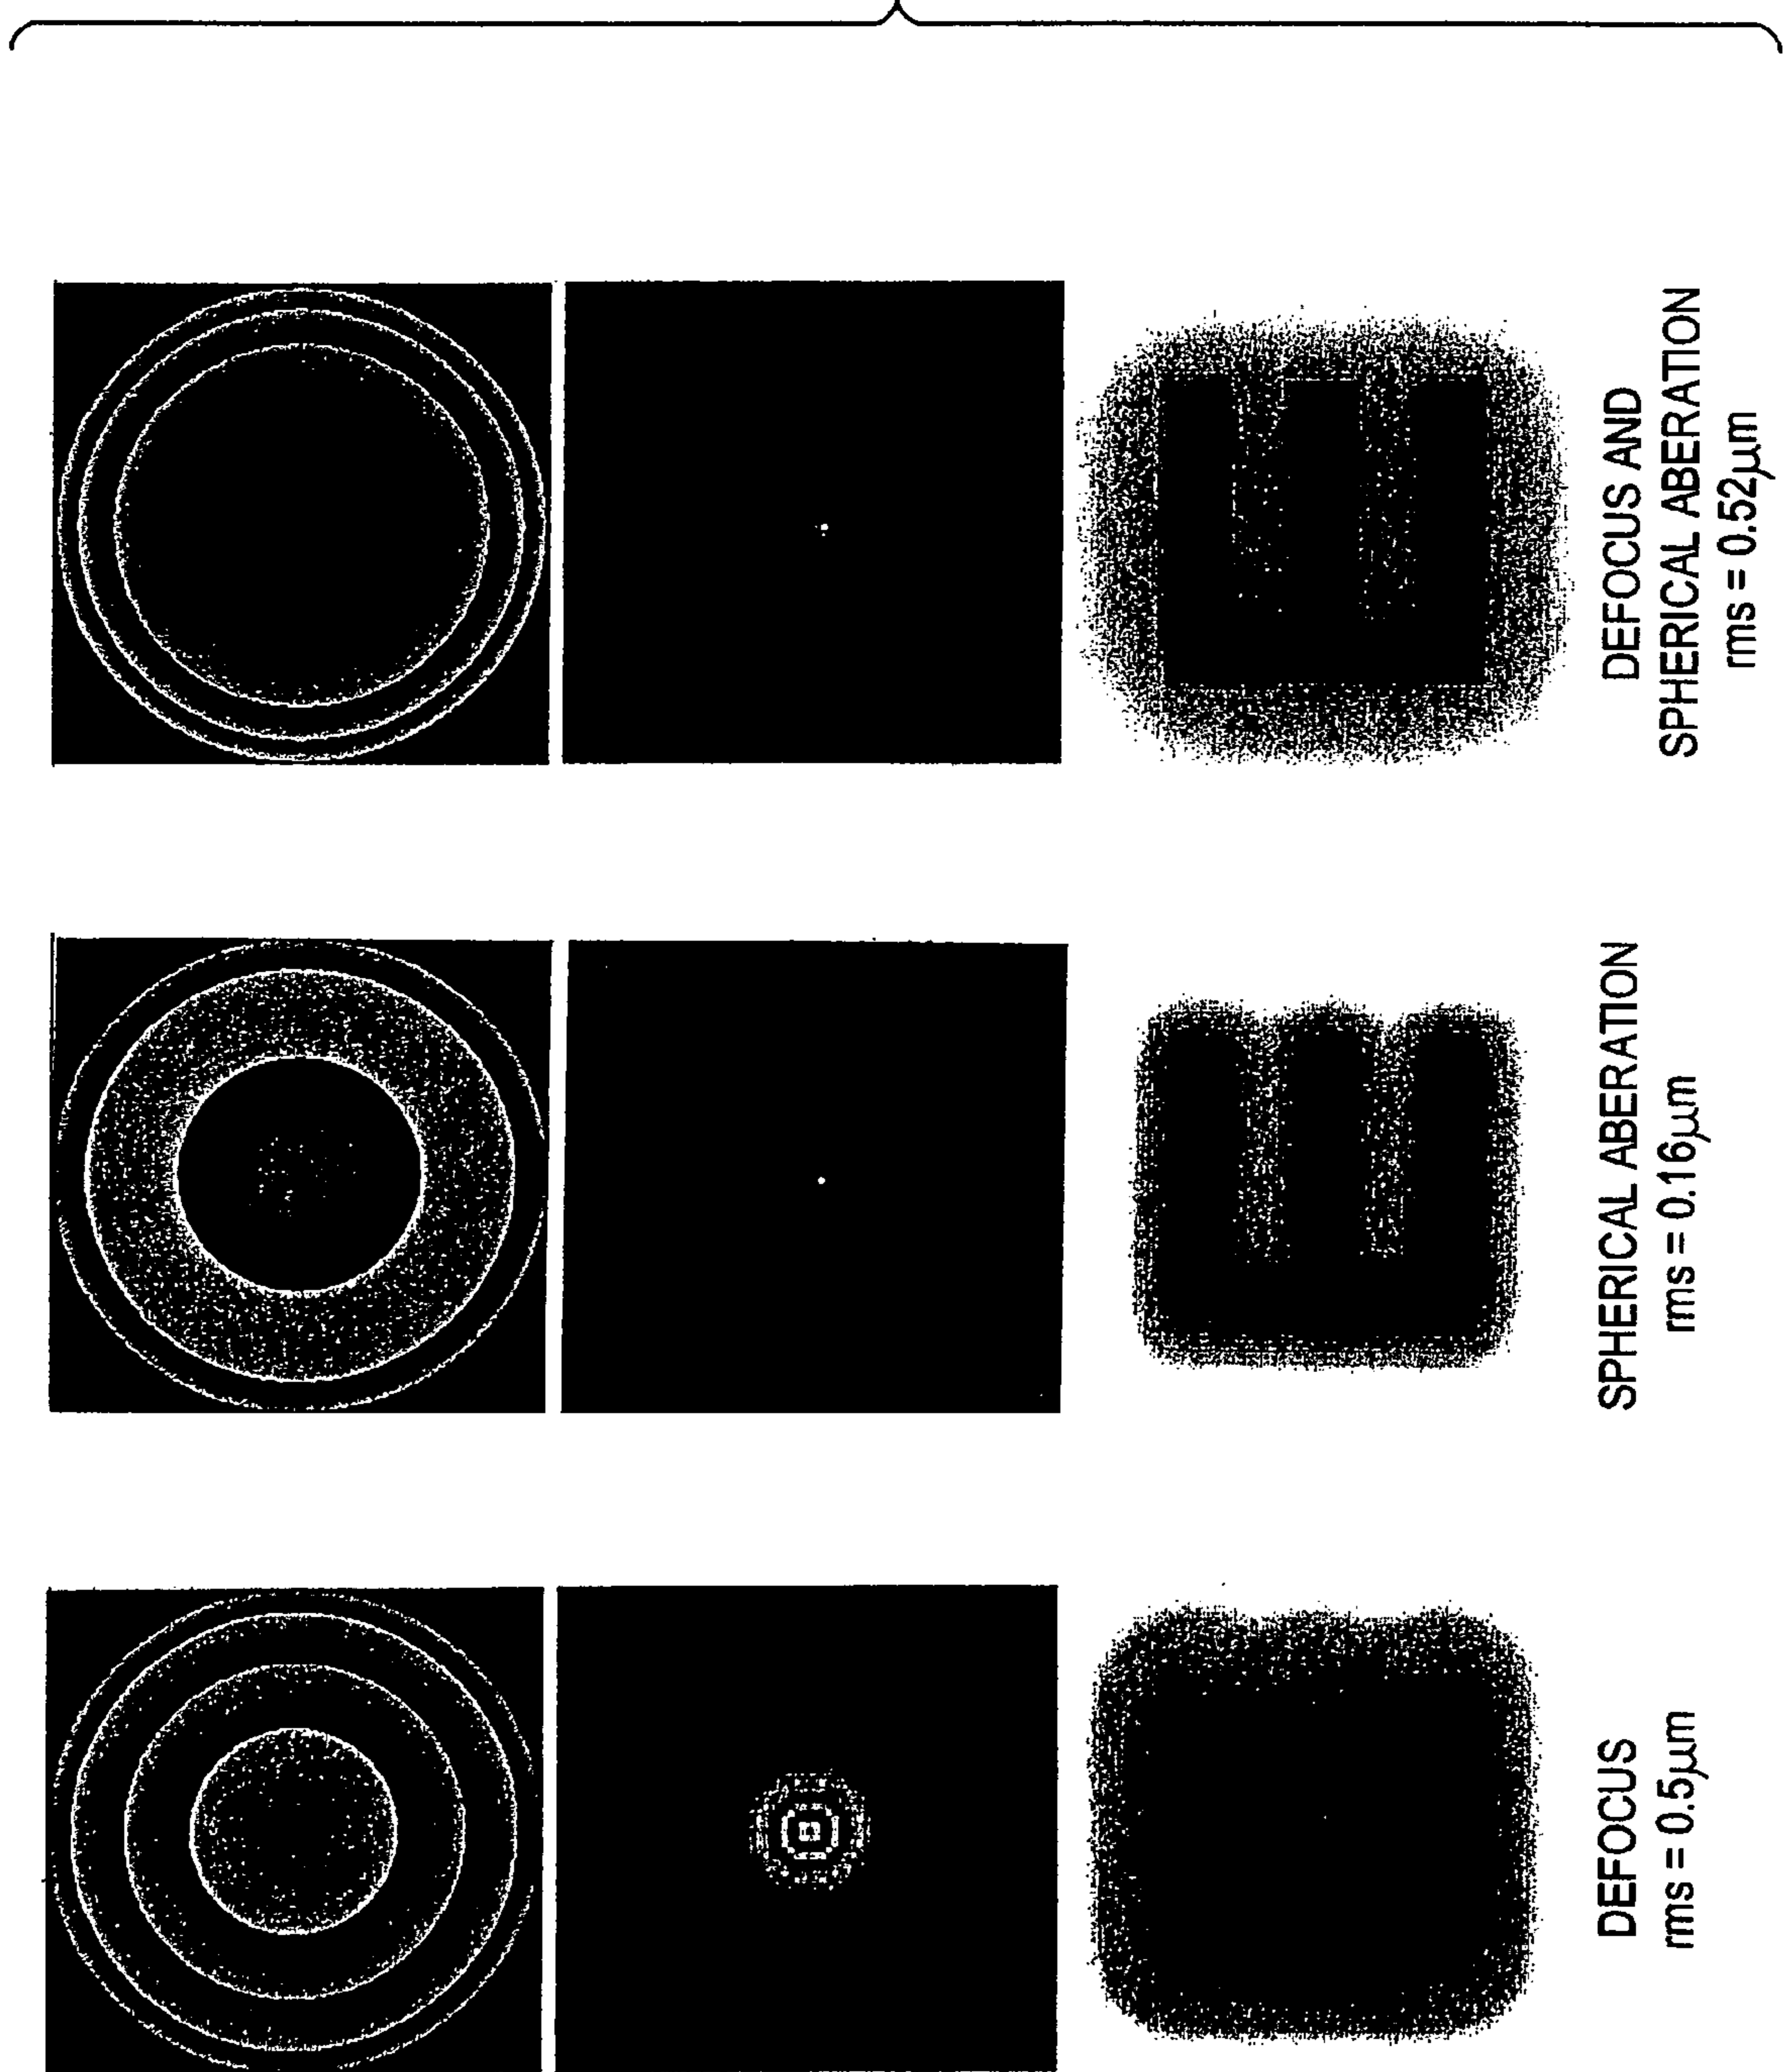 DEFOCUS
rms = 0.5μm
SPHERICAL ABERATION
rms = 0.16μm
DEFOCUS AND
SPHERICAL ABERATION
rms = 0.52μm